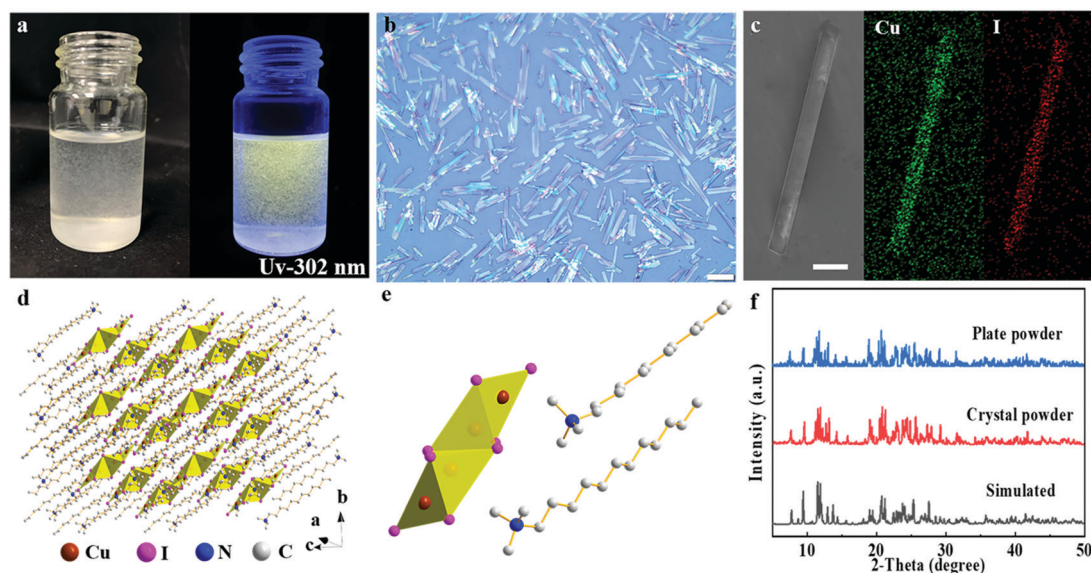 a
Uv-302 nm
b
c
Cu
I
d
b
a
c
Cu
I
N
C
e
f
Plate powder
Crystal powder
Simulated
Intensity (a.u.)
10
20
30
40
50
2-Theta (degree)